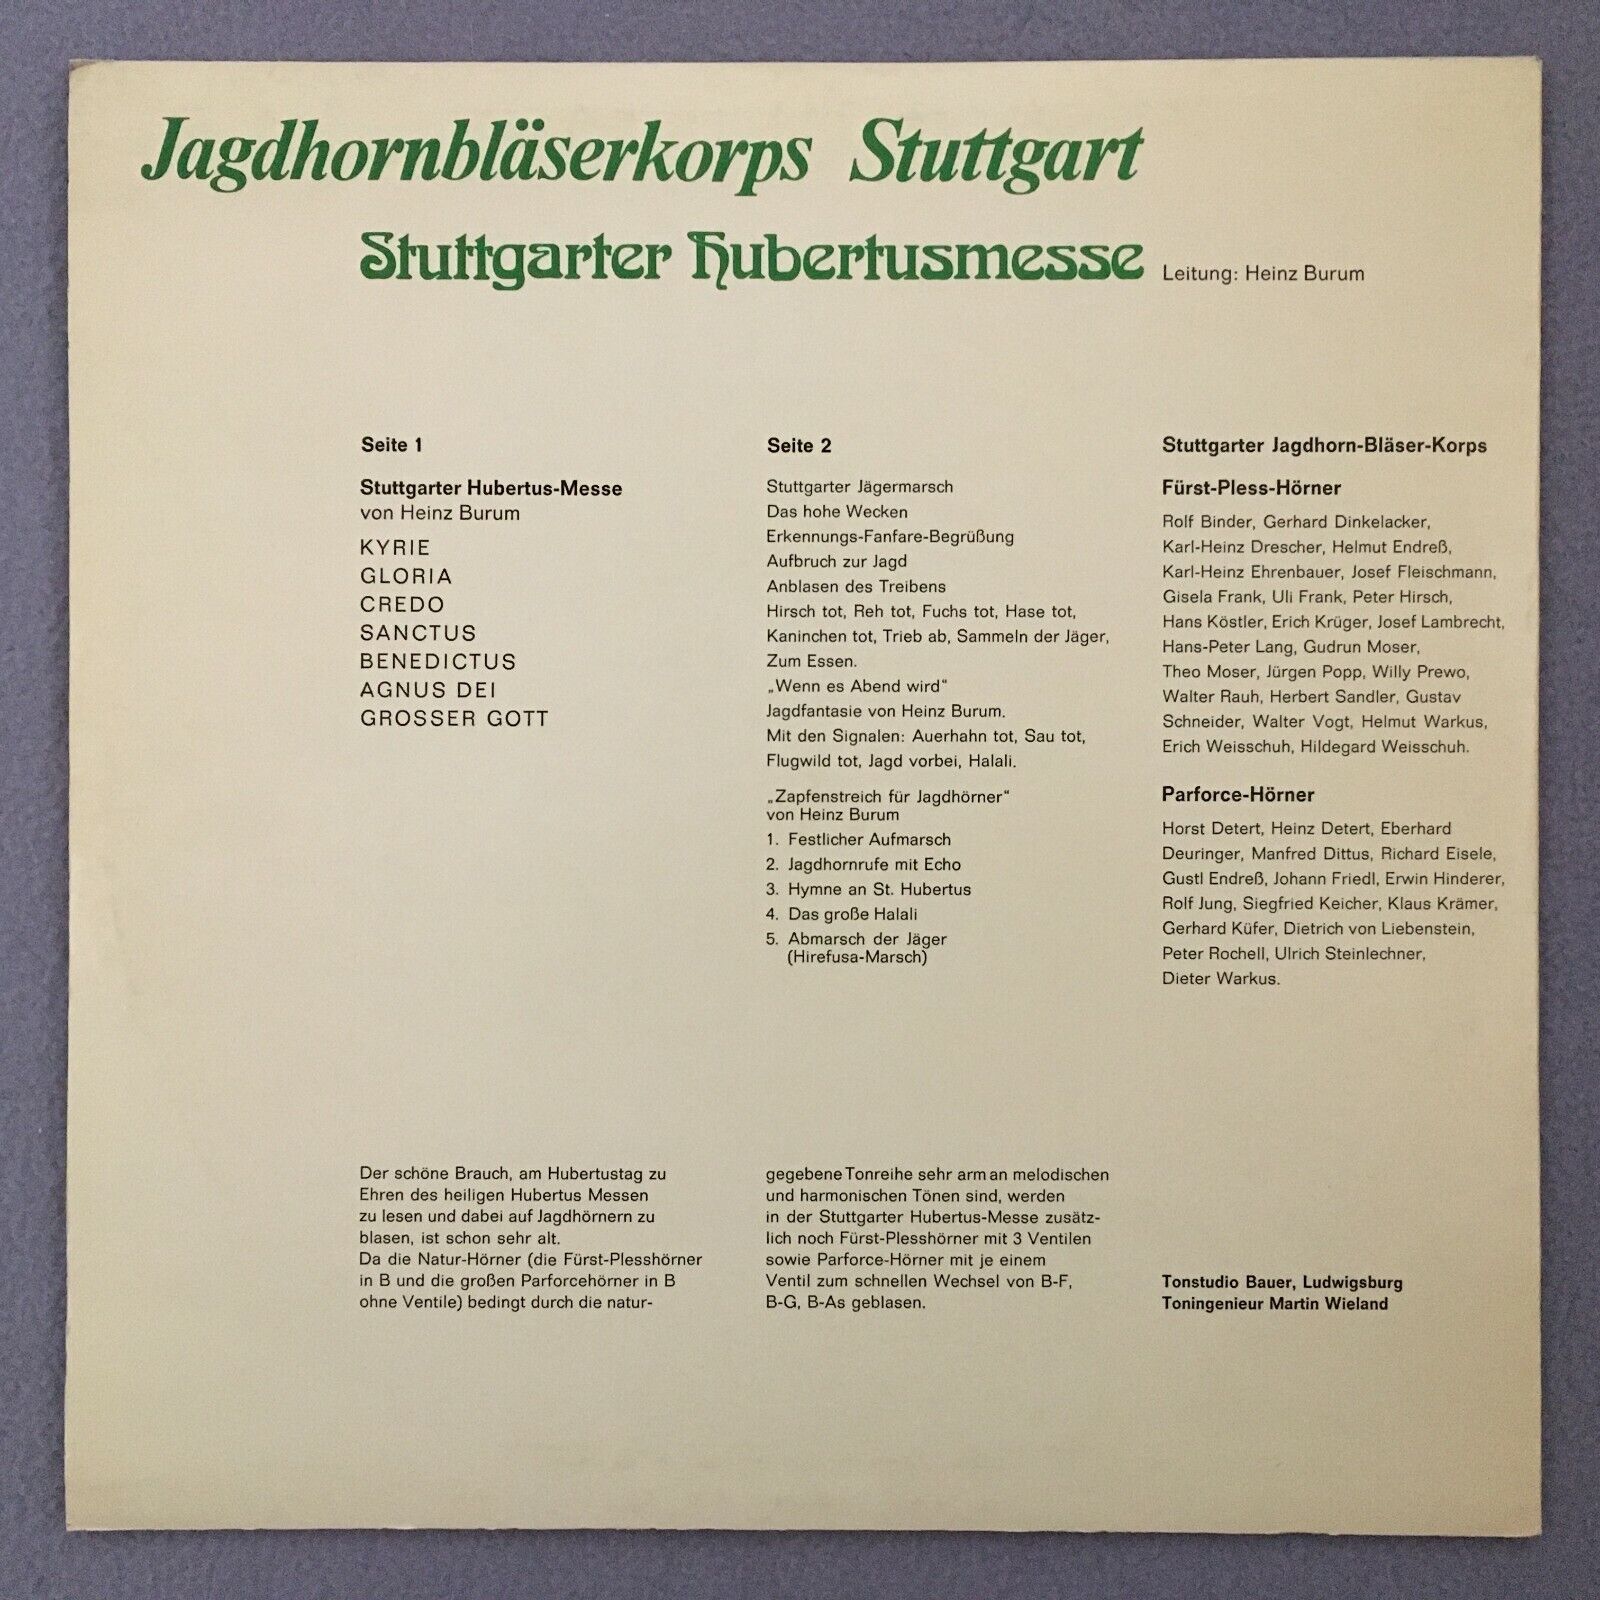 Jagdhornbläserkorps Stuttgart
Stuttgarter Hubertusmesse Leitung: Heinz Burum
Seite 1
Stuttgarter Hubertus-Messe
von Heinz Burum
KYRIE
GLORIA
CREDO
SANCTUS
BENEDICTUS
AGNUS DEI
GROSSER GOTT
Seite 2
Stuttgarter Jägermarsch
Das hohe Wecken
Erkennungs-Fanfare-Begrüßung
Aufbruch zur Jagd
Anblasen des Treibens
Hirsch tot, Reh tot, Fuchs tot, Hase tot,
Kaninchen tot, Trieb ab, Sammeln der Jäger,
Zum Essen.
„Wenn es Abend wird“
Jagdfantasie von Heinz Burum.
Mit den Signalen: Auerhahn tot, Sau tot,
Flugwild tot, Jagd vorbei, Halali.
„Zapfenstreich für Jagdhörner“
von Heinz Burum
1. Festlicher Aufmarsch
2. Jagdhornrufe mit Echo
3. Hymne an St. Hubertus
4. Das große Halali
5. Abmarsch der Jäger
(Hirefusa-Marsch)
Stuttgarter Jagdhorn-Bläser-Korps
Fürst-Pless-Hörner
Rolf Binder, Gerhard Dinkelacker,
Karl-Heinz Drescher, Helmut Endreß,
Karl-Heinz Ehrenbauer, Josef Fleischmann,
Gisela Frank, Uli Frank, Peter Hirsch,
Hans Köstler, Erich Krüger, Josef Lambrecht,
Hans-Peter Lang, Gudrun Moser,
Theo Moser, Jürgen Popp, Willy Prewo,
Walter Rauh, Herbert Sandler, Gustav
Schneider, Walter Vogt, Helmut Warkus,
Erich Weisschuh, Hildegard Weisschuh.
Parforce-Hörner
Horst Detert, Heinz Detert, Eberhard
Deuringer, Manfred Dittus, Richard Eisele,
Gustl Endreß, Johann Friedl, Erwin Hinderer,
Rolf Jung, Siegfried Keicher, Klaus Krämer,
Gerhard Küfer, Dietrich von Liebenstein,
Peter Rochell, Ulrich Steinlechner,
Dieter Warkus.
Der schöne Brauch, am Hubertustag zu
Ehren des heiligen Hubertus Messen
zu lesen und dabei auf Jagdhörnern zu
blasen, ist schon sehr alt.
Da die Natur-Hörner (die Fürst-Plesshörner
in B und die großen Parforcehörner in B
ohne Ventile) bedingt durch die natur-
gegebene Tonreihe sehr arm an melodischen
und harmonischen Tönen sind, werden
in der Stuttgarter Hubertus-Messe zusätz-
lich noch Fürst-Plesshörner mit 3 Ventilen
sowie Parforce-Hörner mit je einem
Ventil zum schnellen Wechsel von B-F,
B-G, B-As geblasen.
Tonstudio Bauer, Ludwigsburg
Toningenieur Martin Wieland